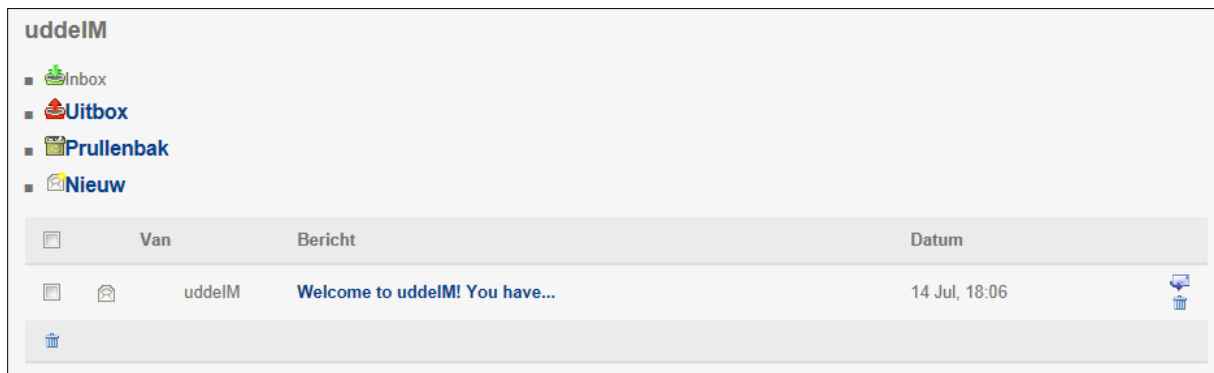 uddeIM
Inbox
Uitbox
Prullenbak
Nieuw
Van Bericht Datum
uddeIM Welcome to uddeIM! You have... 14 Jul, 18:06